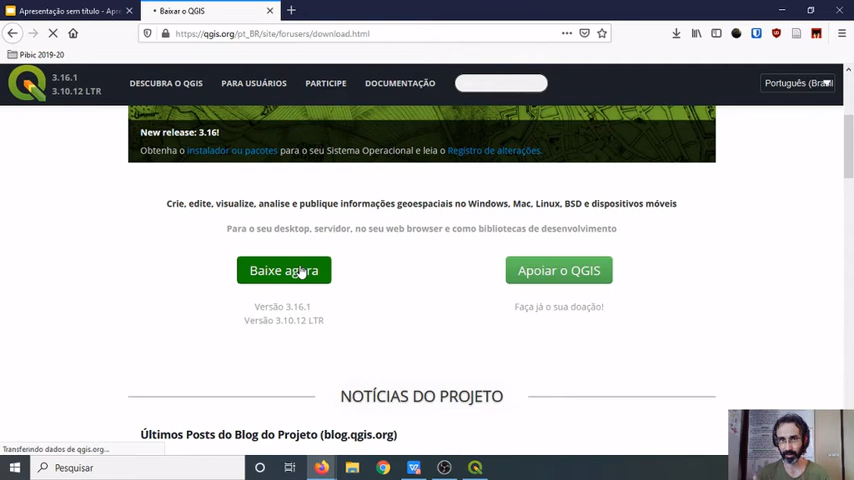 Apresentação sem título - Apre
Baixar o QGIS
https://qgis.org/pt_BR/site/forusers/download.html
Pibic 2019-20
3.16.1
3.10.12 LTR
DESCUBRA O QGIS
PARA USUÁRIOS
PARTICIPE
DOCUMENTAÇÃO
Português (Brasil
New release: 3.16!
Obtenha o instalador ou pacotes para o seu Sistema Operacional e leia o Registro de alterações.
Crie, edite, visualize, analise e publique informações geoespaciais no Windows, Mac, Linux, BSD e dispositivos móveis
Para o seu desktop, servidor, no seu web browser e como bibliotecas de desenvolvimento
Baixe agora
Apoiar o QGIS
Versão 3.16.1
Versão 3.10.12 LTR
Faça já o sua doação!
NOTÍCIAS DO PROJETO
Últimos Posts do Blog do Projeto (blog.qgis.org)
Transferindo dados de qgis.org...
Pesquisar